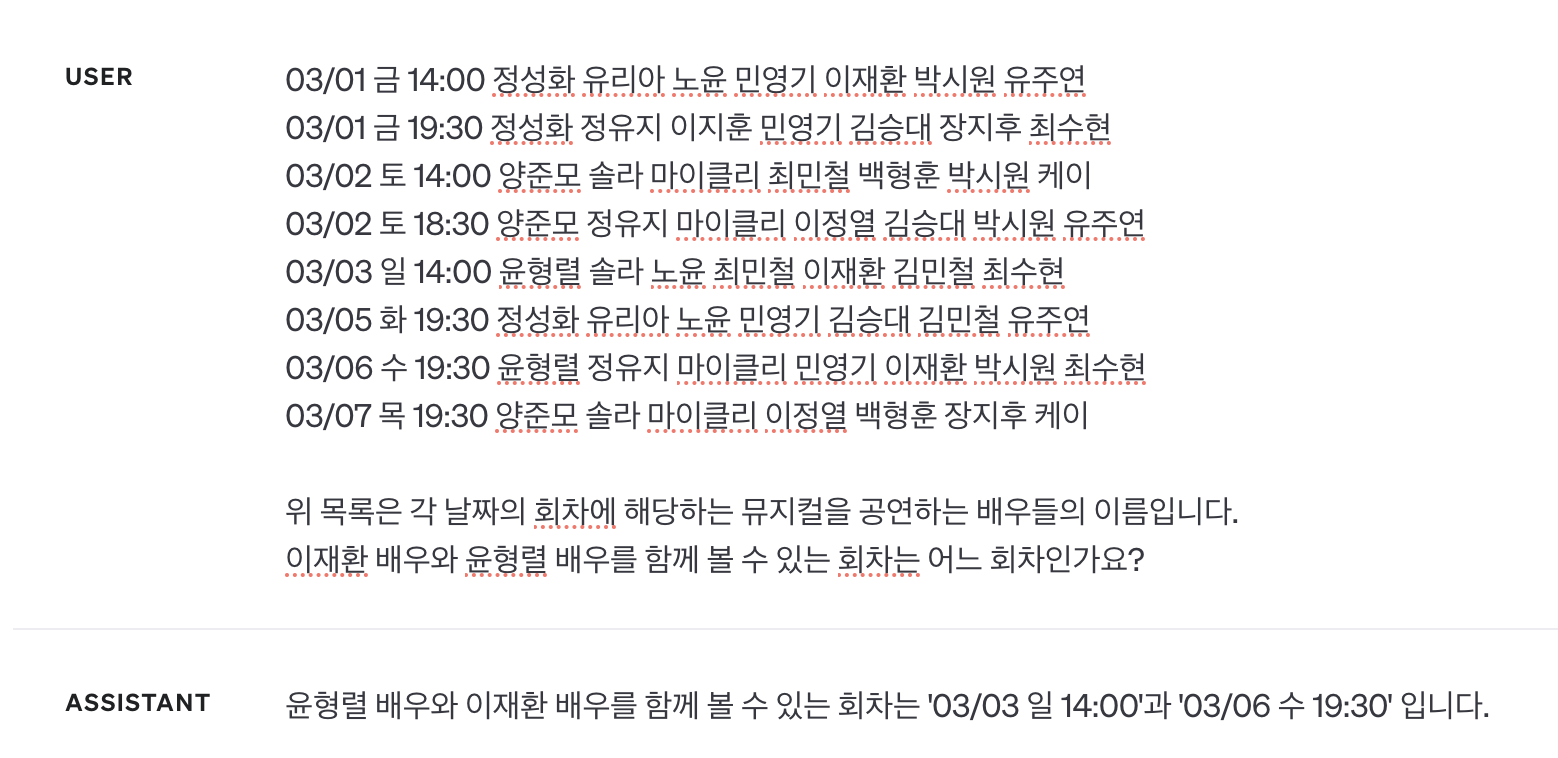 USER
03/01 금 14:00 정성화 유리아 노윤 민영기 이재환 박시원 유주연
03/01 금 19:30 정성화 정유지 이지훈 민영기 김승대 장지후 최수현
03/02 토 14:00 양준모 솔라 마이클리 최민철 백형훈 박시원 케이
03/02 토 18:30 양준모 정유지 마이클리 이정열 김승대 박시원 유주연
03/03 일 14:00 윤형렬 솔라 노윤 최민철 이재환 김민철 최수현
03/05 화 19:30 정성화 유리아 노윤 민영기 김승대 김민철 유주연
03/06 수 19:30 윤형렬 정유지 마이클리 민영기 이재환 박시원 최수현
03/07 목 19:30 양준모 솔라 마이클리 이정열 백형훈 장지후 케이
위 목록은 각 날짜의 회차에 해당하는 뮤지컬을 공연하는 배우들의 이름입니다.
이재환 배우와 윤형렬 배우를 함께 볼 수 있는 회차는 어느 회차인가요?
ASSISTANT
윤형렬 배우와 이재환 배우를 함께 볼 수 있는 회차는 '03/03 일 14:00'과 '03/06 수 19:30' 입니다.